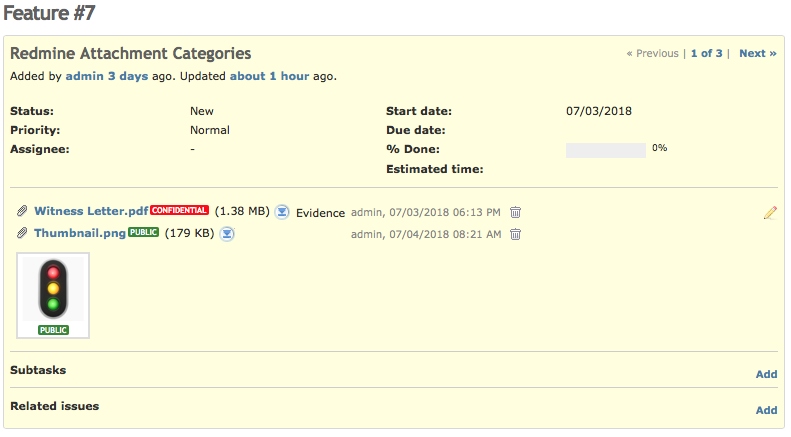 Feature #7
Redmine Attachment Categories
« Previous | 1 of 3 | Next »
Added by admin 3 days ago. Updated about 1 hour ago.
Status: New Start date: 07/03/2018
Priority: Normal Due date:
Assignee: - % Done: 0%
Estimated time:
Witness Letter.pdf CONFIDENTIAL (1.38 MB) Evidence admin, 07/03/2018 06:13 PM
Thumbnail.png PUBLIC (179 KB) admin, 07/04/2018 08:21 AM
PUBLIC
Subtasks Add
Related issues Add